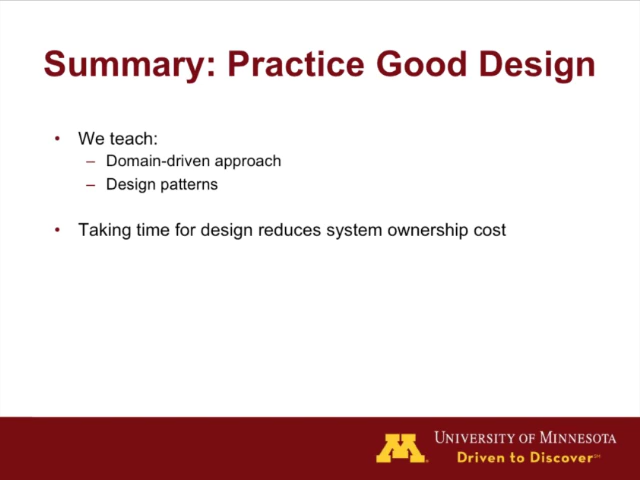 Summary: Practice Good Design
• We teach:
– Domain-driven approach
– Design patterns
• Taking time for design reduces system ownership cost
M
UNIVERSITY OF MINNESOTA
Driven to Discover℠